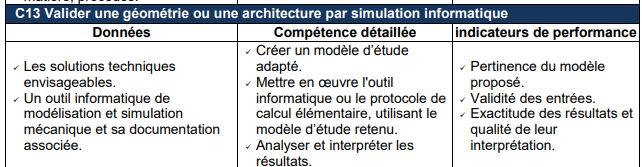 matière, procédés.
C13 Valider une géométrie ou une architecture par simulation informatique
Données
Compétence détaillée
indicateurs de performance
✓ Les solutions techniques
envisageables.
✓ Un outil informatique de
modélisation et simulation
mécanique et sa documentation
associée.
✓ Créer un modèle d'étude
adapté.
✓ Mettre en œuvre l'outil
informatique ou le protocole de
calcul élémentaire, utilisant le
modèle d'étude retenu.
✓ Analyser et interpréter les
résultats.
✓ Pertinence du modèle
proposé.
✓ Validité des entrées.
✓ Exactitude des résultats et
qualité de leur
interprétation.